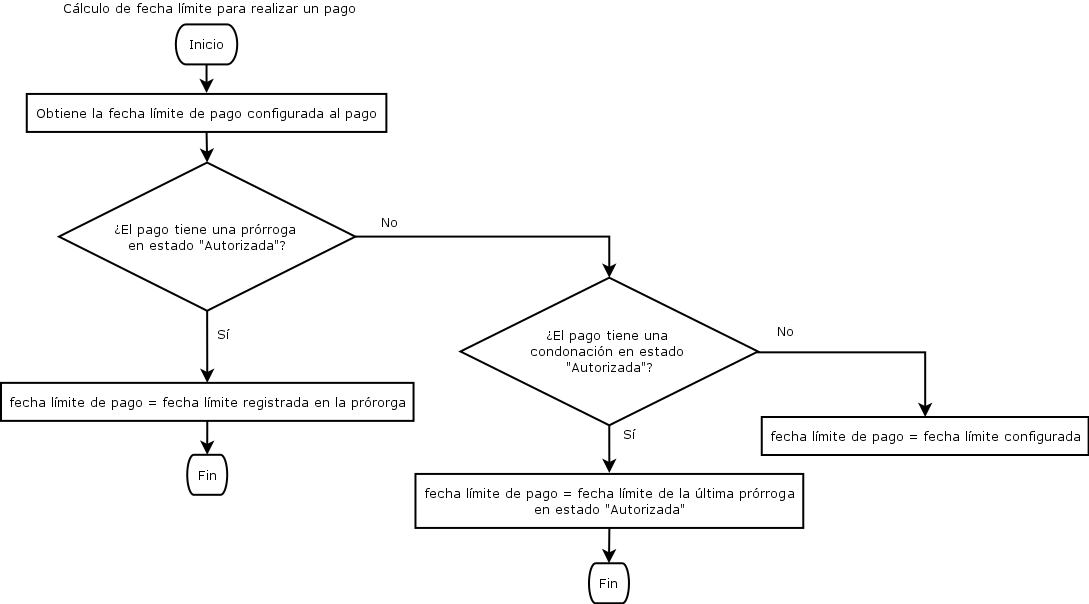 Cálculo de fecha límite para realizar un pago
Inicio
Obtiene la fecha límite de pago configurada al pago
¿El pago tiene una prórroga
en estado "Autorizada"?
No
Sí
¿El pago tiene una
condonación en estado
"Autorizada"?
No
fecha límite de pago = fecha límite registrada en la prórorga
fecha límite de pago = fecha límite configurada
Sí
Fin
fecha límite de pago = fecha límite de la última prórroga
en estado "Autorizada"
Fin